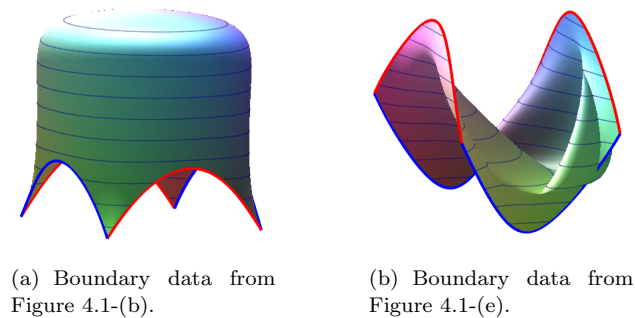 (a) Boundary data from
Figure 4.1-(b).
(b) Boundary data from
Figure 4.1-(e).